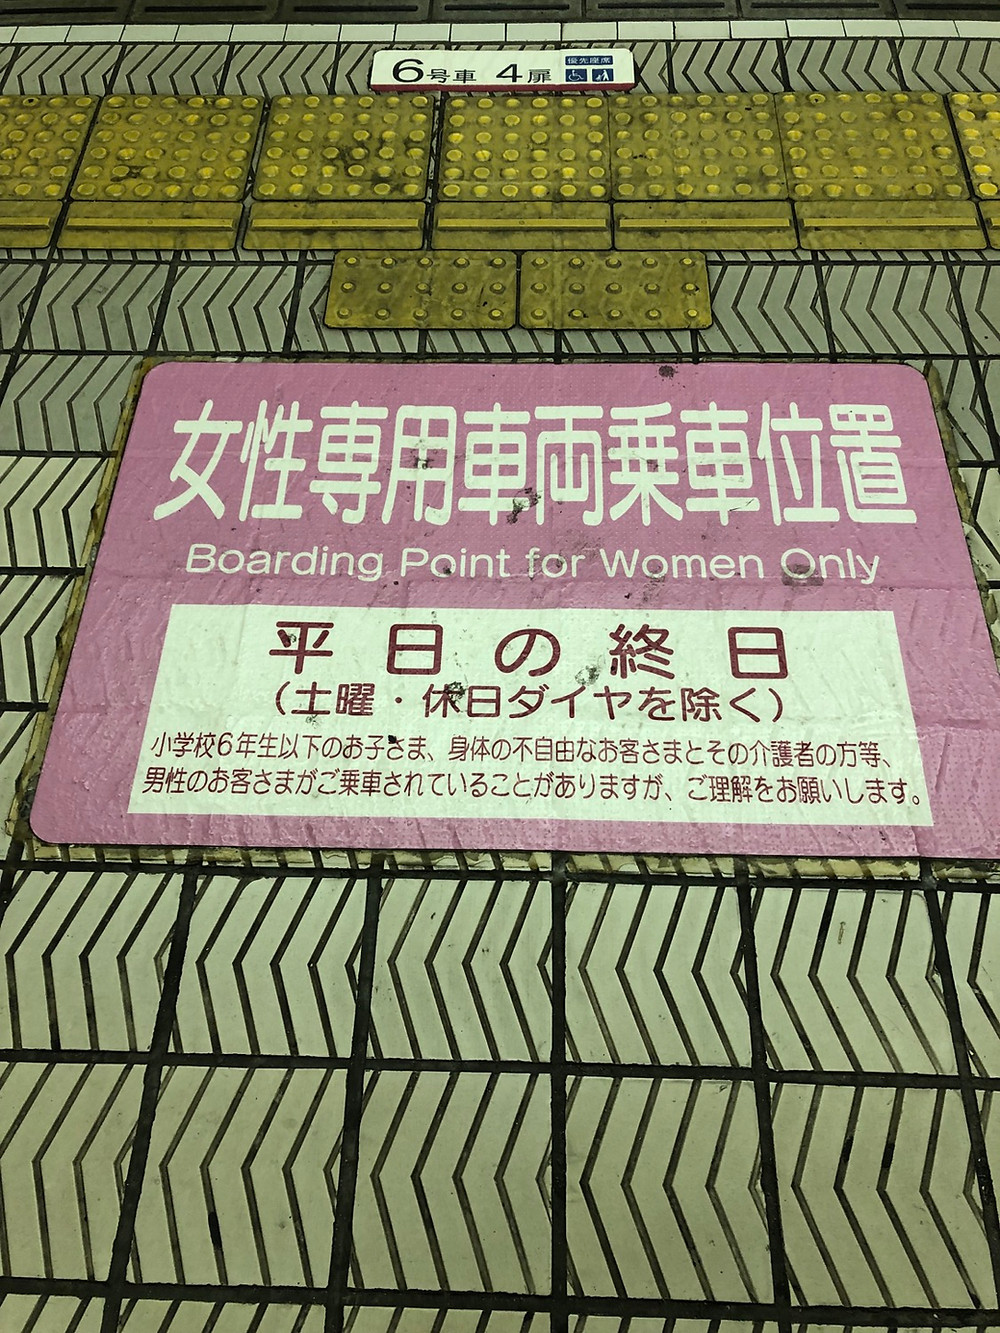 優先座席
6号車 4扉
女性専用車両乗車位置
Boarding Point for Women Only
平日の終日
(土曜・休日ダイヤを除く)
小学校6年生以下のお子さま、身体の不自由なお客さまとその介護者の方等、
男性のお客さまがご乗車されていることがありますが、ご理解をお願いします。